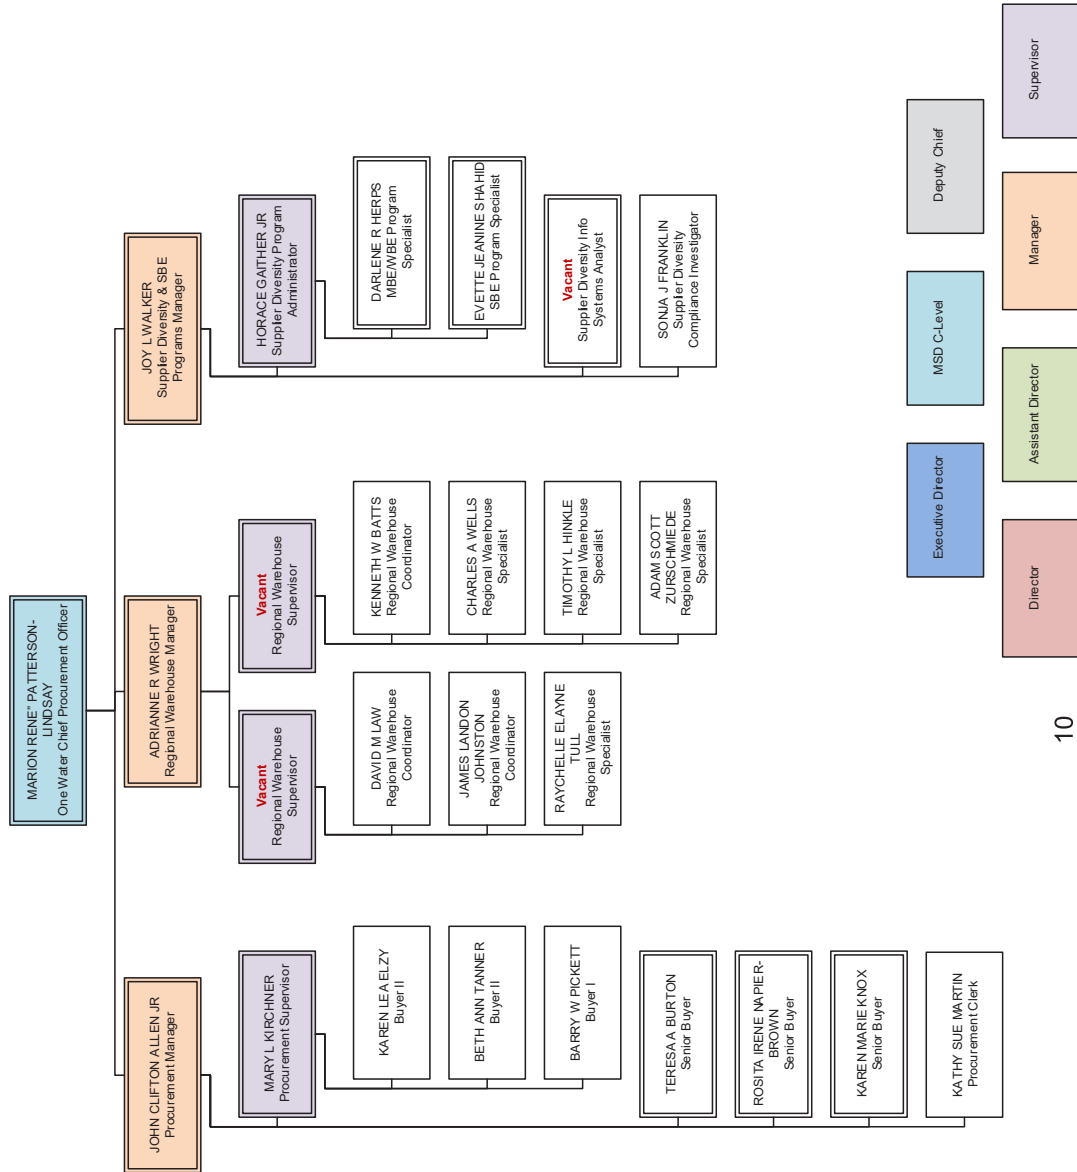 MARION RENE" PATTERSON-
LINDSAY
One Water Chief Procurement Officer
JOHN CLIFTON ALLEN JR
Procurement Manager
MARY L KIRCHNER
Procurement Supervisor
KAREN LEA ELZY
Buyer II
BETH ANN TANNER
Buyer II
BARRY W PICKETT
Buyer I
TERESA A BURTON
Senior Buyer
ROSITA IRENE NAPIER-
BROWN
Senior Buyer
KAREN MARIE KNOX
Senior Buyer
KATHY SUE MARTIN
Procurement Clerk
ADRIANNE R WRIGHT
Regional Warehouse Manager
Vacant
Regional Warehouse
Supervisor
DAVID M LAW
Regional Warehouse
Coordinator
JAMES LANDON
JOHNSTON
Regional Warehouse
Coordinator
RAYCHELLE ELAYNE
TULL
Regional Warehouse
Specialist
Vacant
Regional Warehouse
Supervisor
KENNETH W BATTS
Regional Warehouse
Coordinator
CHARLES A WELLS
Regional Warehouse
Specialist
TIMOTHY L HINKLE
Regional Warehouse
Specialist
ADAM SCOTT
ZURSCHMIEDE
Regional Warehouse
Specialist
JOY L WALKER
Supplier Diversity & SBE
Programs Manager
HORACE GAITHER JR
Supplier Diversity Program
Administrator
DARLENE R HERPS
MBE/WBE Program
Specialist
EVETTE JEANINE SHAHID
SBE Program Specialist
Vacant
Supplier Diversity Info
Systems Analyst
SONJA J FRANKLIN
Supplier Diversity
Compliance Investigator
Executive Director
MSD C-Level
Deputy Chief
Director
Assistant Director
Manager
Supervisor
10